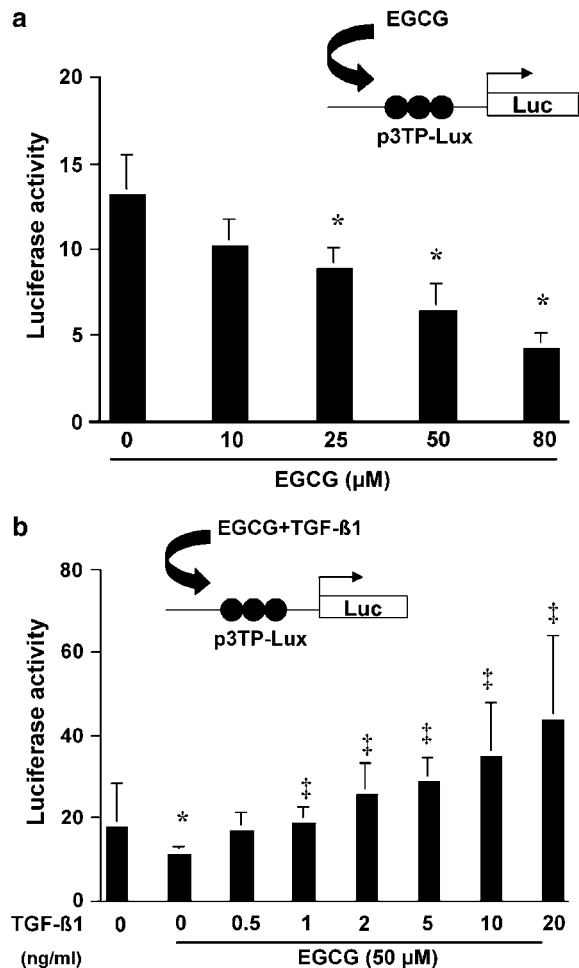 a
EGCG
Luc
p3TP-Lux
Luciferase activity
20
15
10
5
0
*
*
*
0 10 25 50 80
EGCG (µM)
b
EGCG+TGF-ß1
Luc
p3TP-Lux
Luciferase activity
80
60
40
20
0
*
‡
‡
‡
‡
‡
TGF-ß1 0 0 0.5 1 2 5 10 20
(ng/ml) EGCG (50 µM)